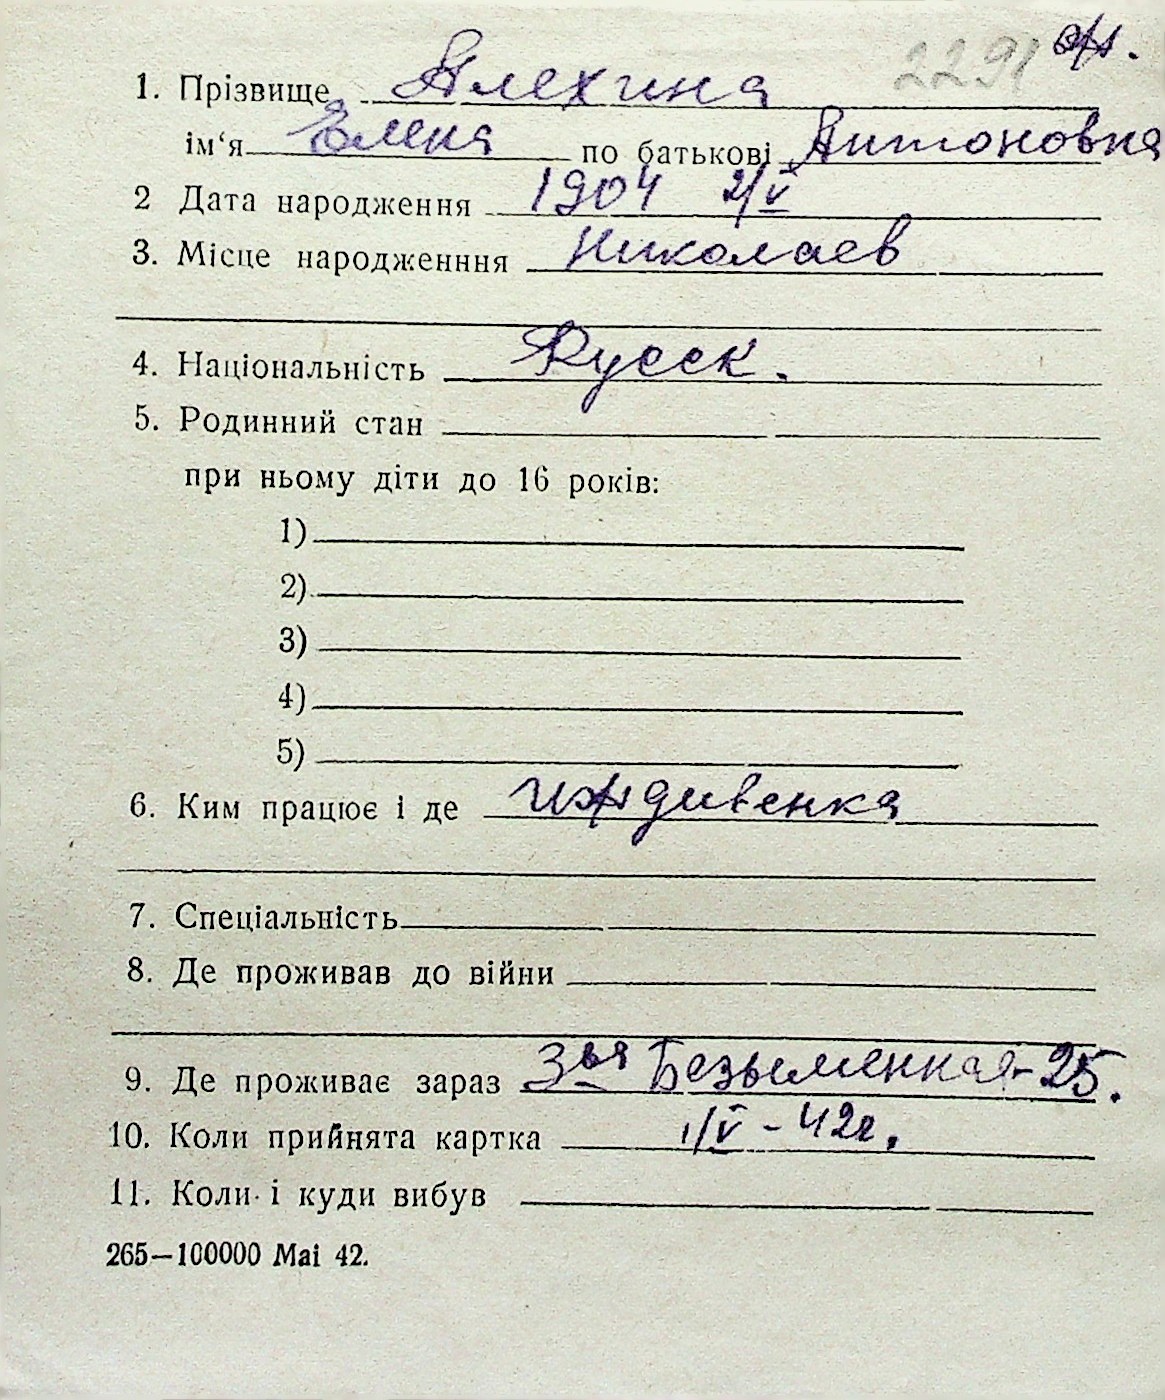 2291
1. Прізвище Алехина
ім‘я Елена по батькові Антоновна
2 Дата народження 1904 2/V
3. Місце народженння Николаев
4. Національність Русск.
5. Родинний стан
при ньому діти до 16 років:
1)
2)
3)
4)
5)
6. Ким працює і де иждивенка
7. Спеціальність
8. Де проживав до війни
9. Де проживає зараз 3ья Безыменная-25.
10. Коли прийнята картка 1/V-42г.
11. Коли і куди вибув
265—100000 Mai 42.